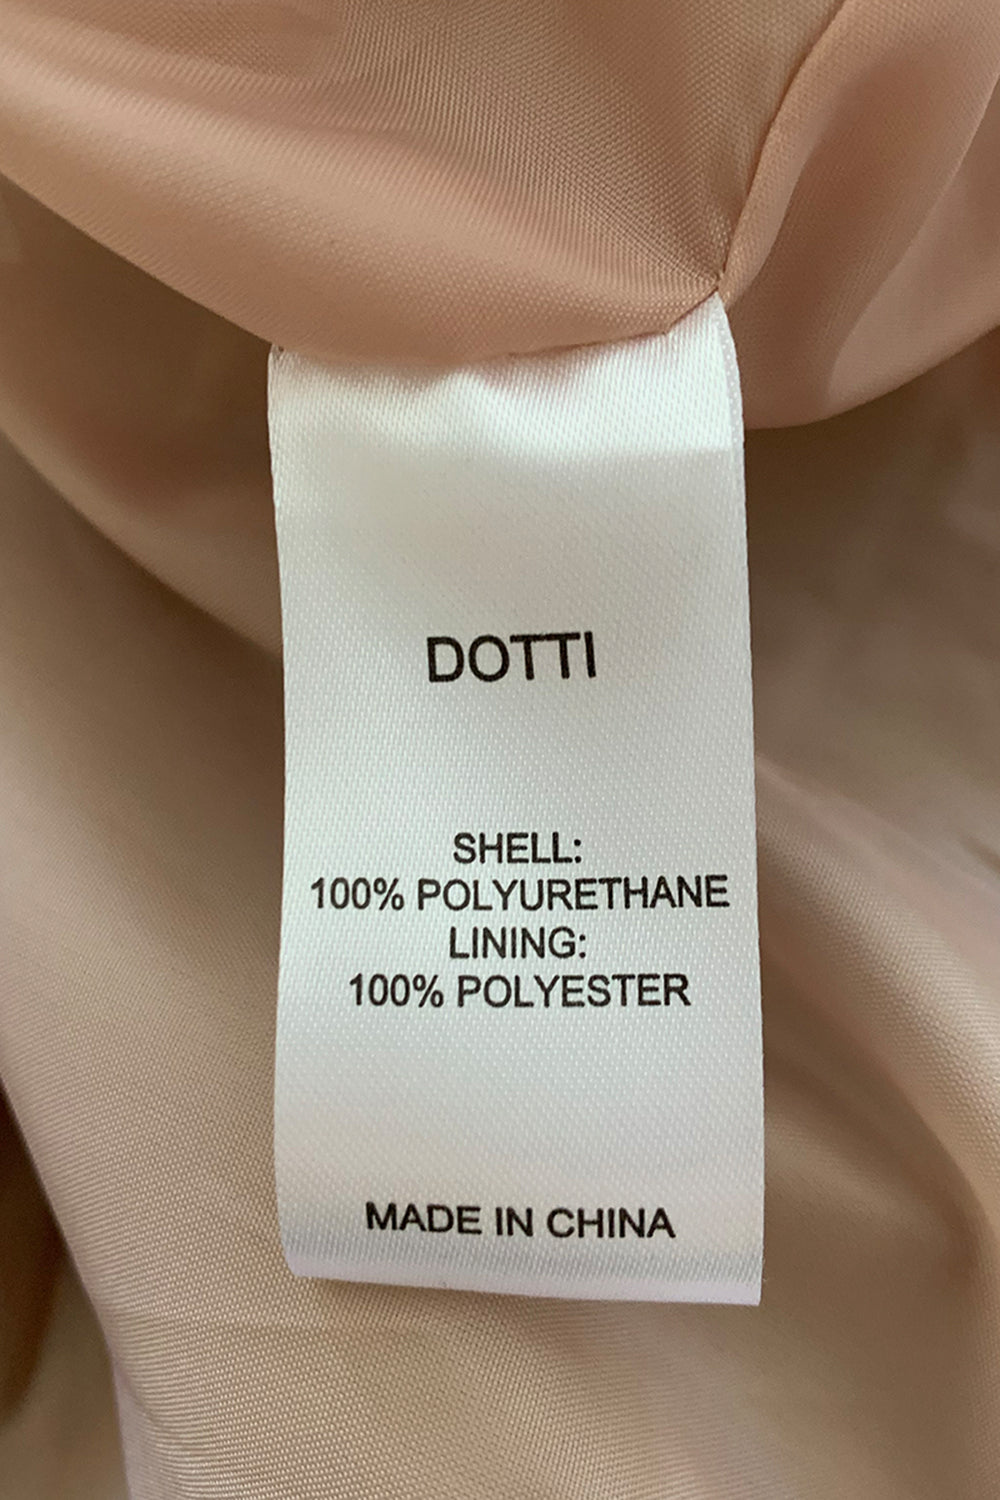 DOTTI
SHELL:
100% POLYURETHANE
LINING:
100% POLYESTER
MADE IN CHINA